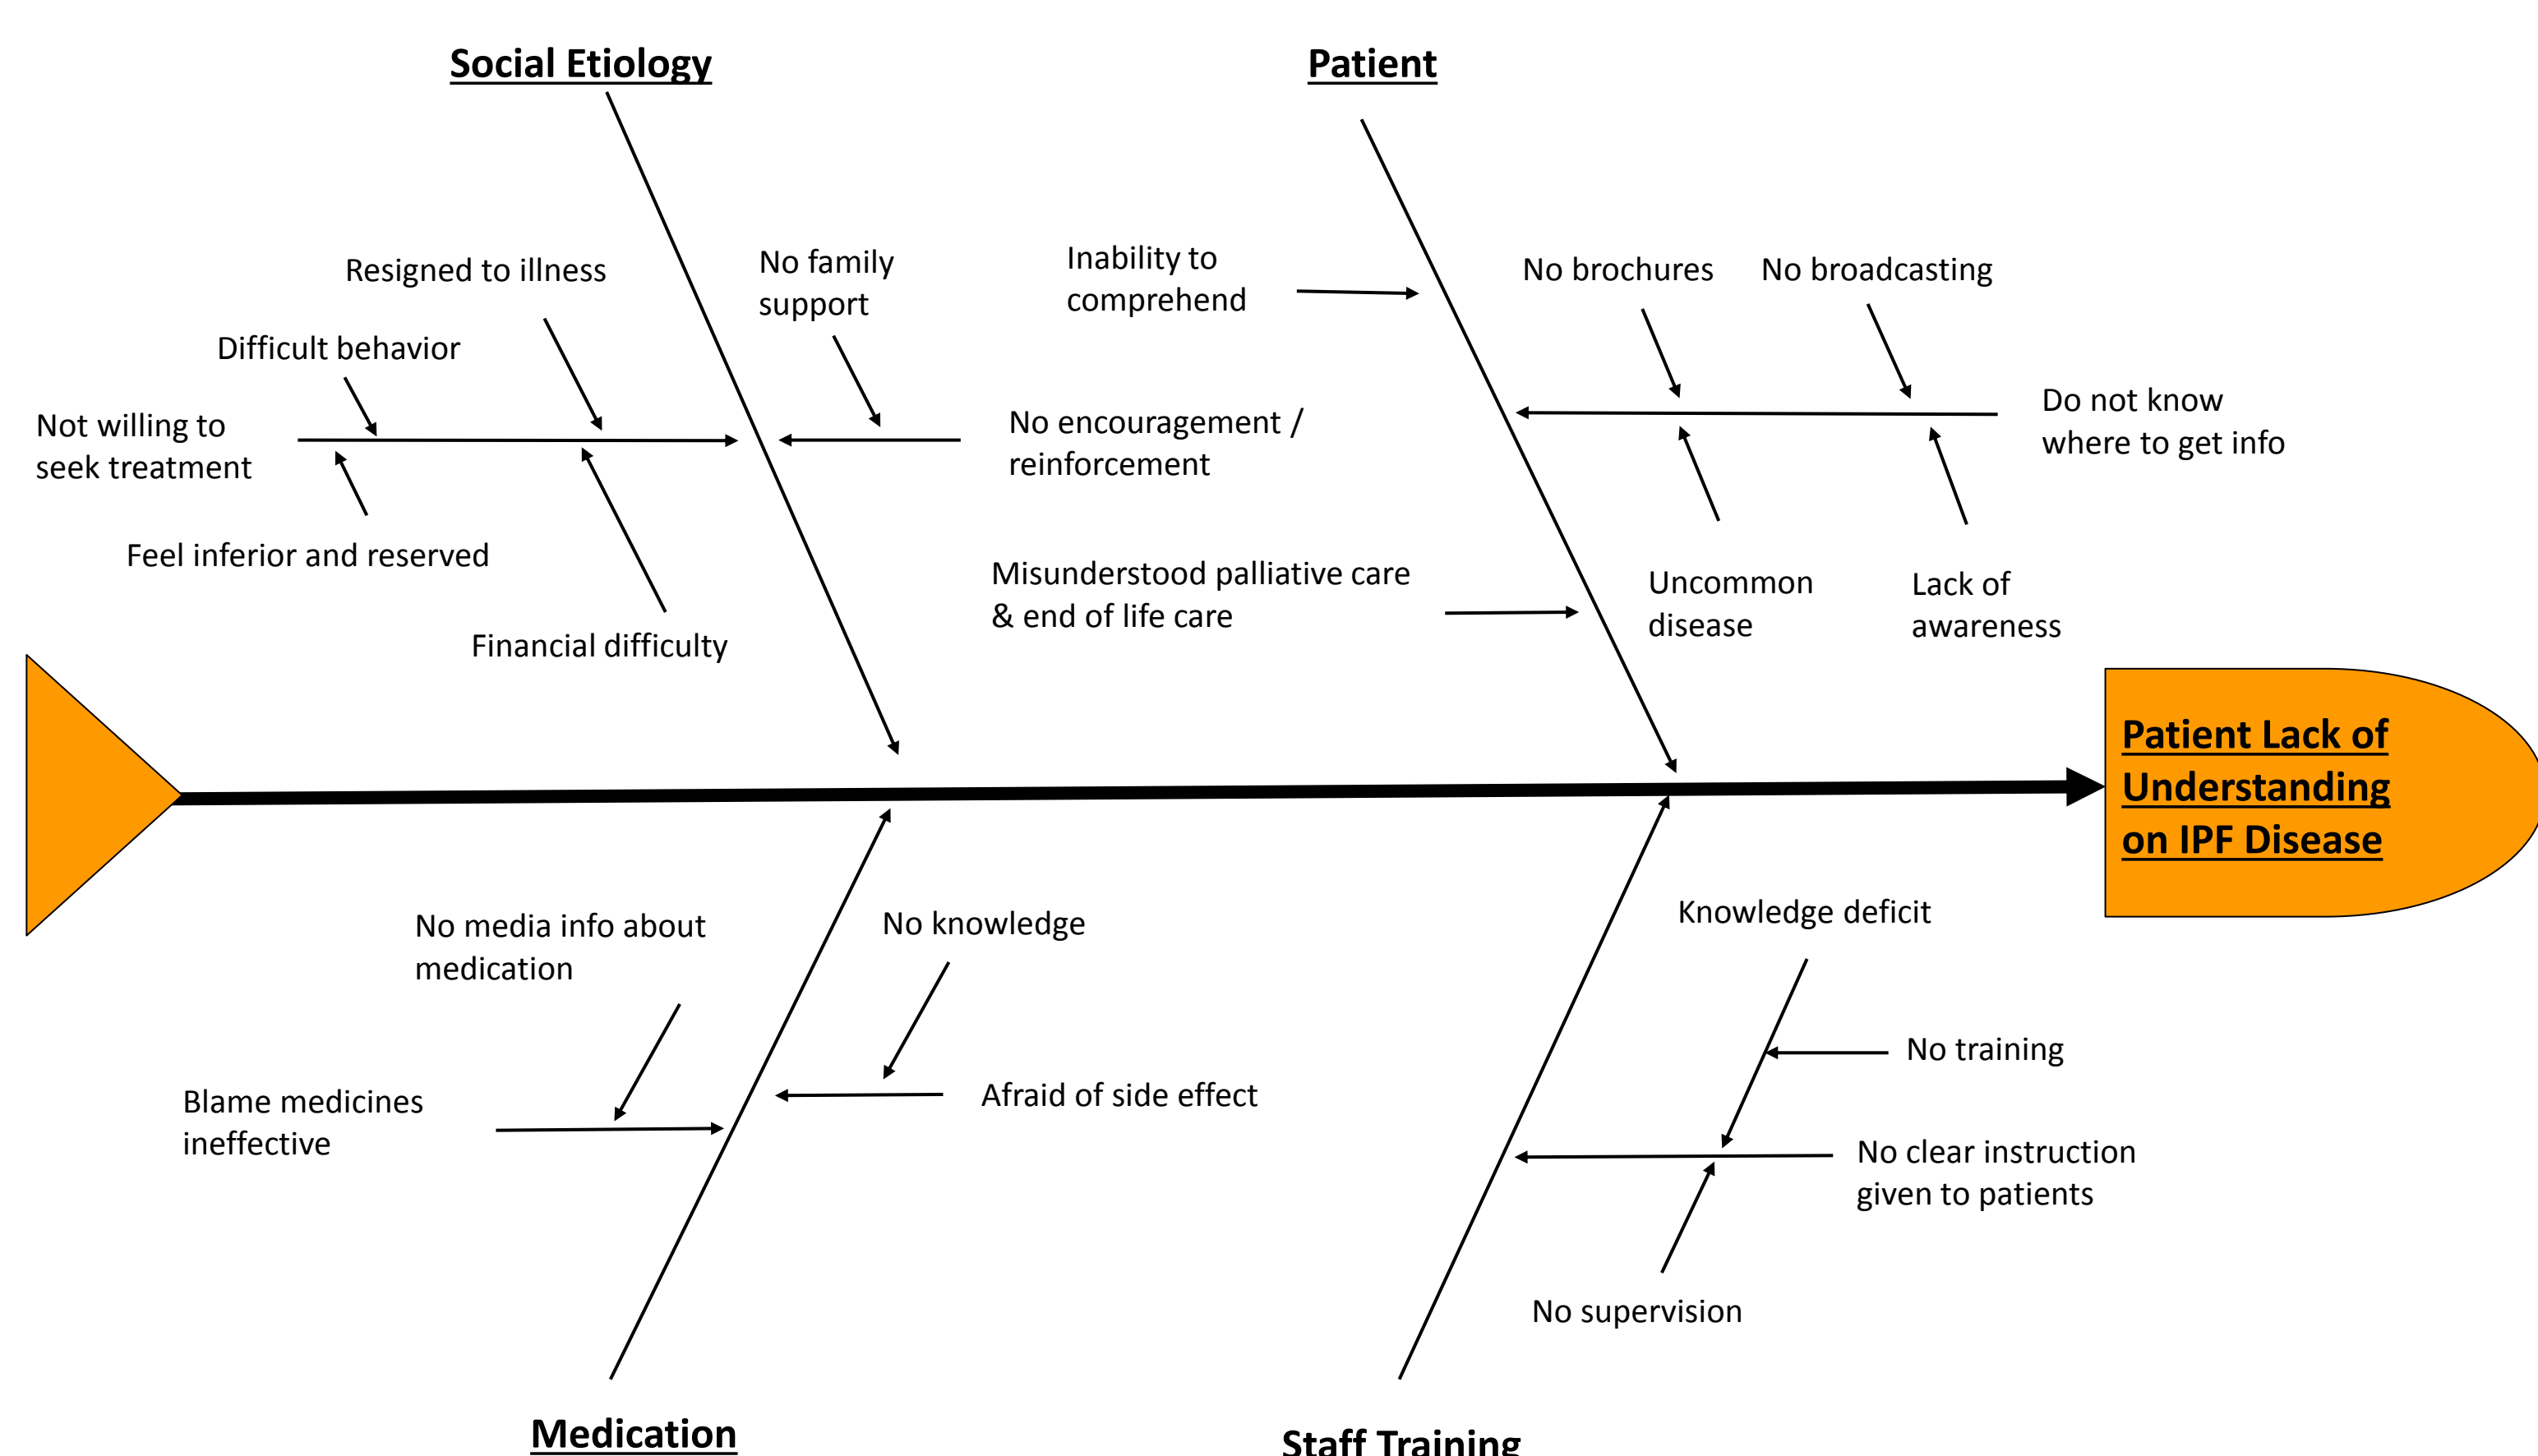 Social Etiology
Patient
Resigned to illness
No family
support
Inability to
comprehend
No brochures
No broadcasting
Difficult behavior
Not willing to
seek treatment
No encouragement /
reinforcement
Do not know
where to get info
Feel inferior and reserved
Financial difficulty
Misunderstood palliative care
& end of life care
Uncommon
disease
Lack of
awareness
Patient Lack of
Understanding
on IPF Disease
No media info about
medication
No knowledge
Knowledge deficit
No training
Blame medicines
ineffective
Afraid of side effect
No clear instruction
given to patients
No supervision
Medication
Staff Training